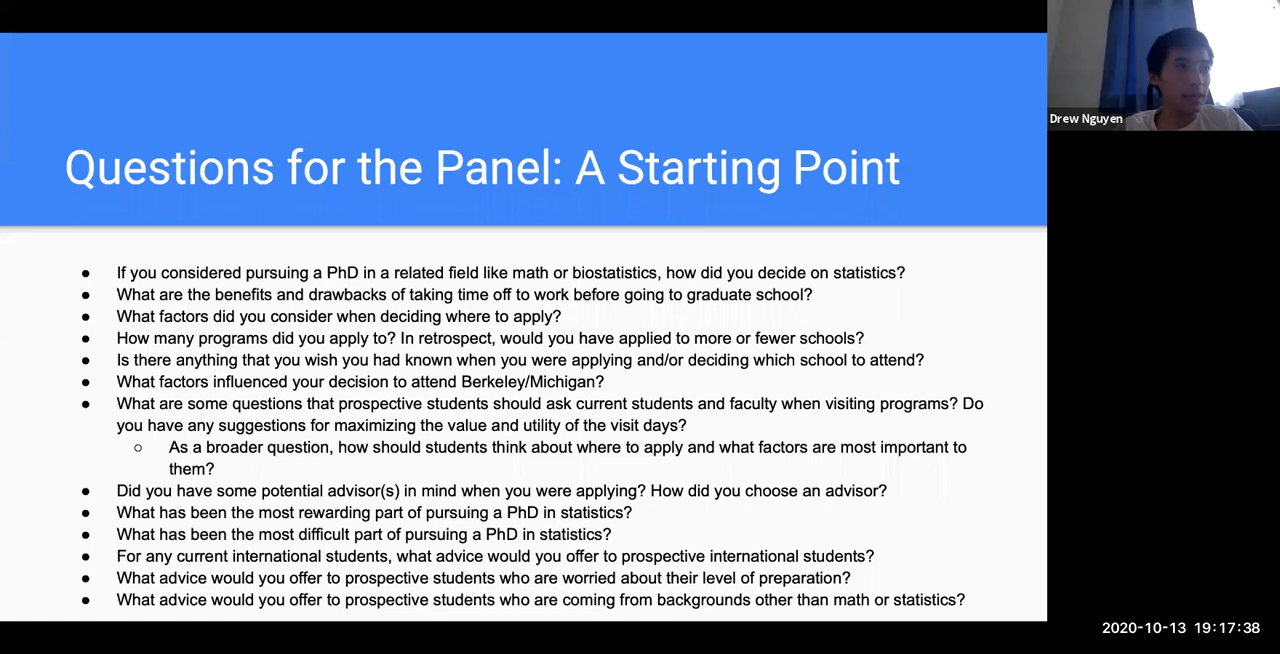 Questions for the Panel: A Starting Point
Drew Nguyen
● If you considered pursuing a PhD in a related field like math or biostatistics, how did you decide on statistics?
● What are the benefits and drawbacks of taking time off to work before going to graduate school?
● What factors did you consider when deciding where to apply?
● How many programs did you apply to? In retrospect, would you have applied to more or fewer schools?
● Is there anything that you wish you had known when you were applying and/or deciding which school to attend?
● What factors influenced your decision to attend Berkeley/Michigan?
● What are some questions that prospective students should ask current students and faculty when visiting programs? Do
you have any suggestions for maximizing the value and utility of the visit days?
○ As a broader question, how should students think about where to apply and what factors are most important to
them?
● Did you have some potential advisor(s) in mind when you were applying? How did you choose an advisor?
● What has been the most rewarding part of pursuing a PhD in statistics?
● What has been the most difficult part of pursuing a PhD in statistics?
● For any current international students, what advice would you offer to prospective international students?
● What advice would you offer to prospective students who are worried about their level of preparation?
● What advice would you offer to prospective students who are coming from backgrounds other than math or statistics?
2020-10-13 19:17:38